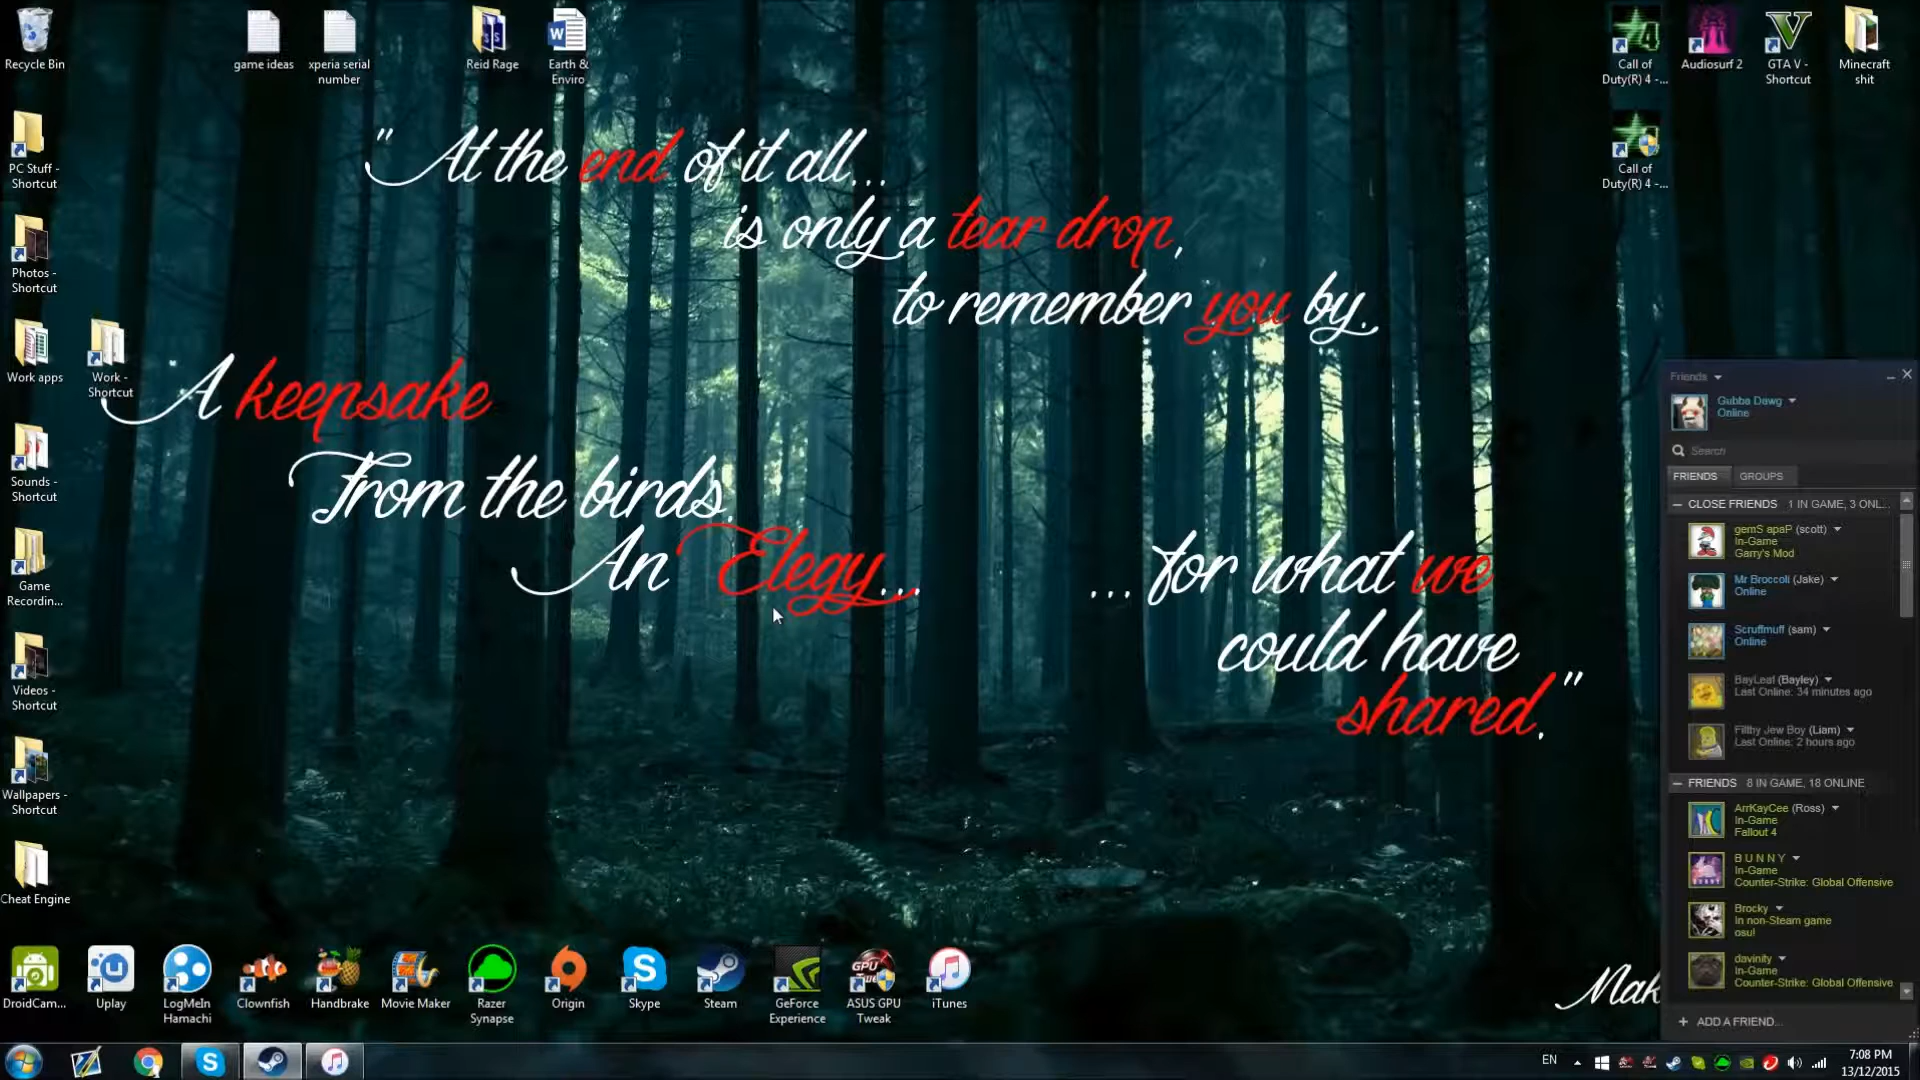 Recycle Bin
game ideas
xperia serial
number
Reid Rage
Earth &
Enviro
Call of
Duty(R) 4 -...
Audiosurf 2
GTA V -
Shortcut
Minecraft
shit
Call of
Duty(R) 4 -...
PC Stuff -
Shortcut
Photos -
Shortcut
Work apps
Work -
Shortcut
Sounds -
Shortcut
Game
Recordin...
Videos -
Shortcut
Wallpapers -
Shortcut
Cheat Engine
" At the end of it all...
is only a tear drop,
to remember you by.
A keepsake
From the birds.
An Elegy...
... for what we
could have
shared."
Mak
Friends
Gubba Dawg
Online
Search
FRIENDS GROUPS
CLOSE FRIENDS 1 IN GAME, 3 ONL...
gemS apaP (scott)
In-Game
Garry's Mod
Mr Broccoli (Jake)
Online
Scruffmuff (sam)
Online
BayLeaf (Bayley)
Last Online: 34 minutes ago
Filthy Jew Boy (Liam)
Last Online: 2 hours ago
FRIENDS 8 IN GAME, 18 ONLINE
ArrKayCee (Ross)
In-Game
Fallout 4
B U N N Y
In-Game
Counter-Strike: Global Offensive
Brocky
In non-Steam game
osu!
davinity
In-Game
Counter-Strike: Global Offensive
+ ADD A FRIEND...
DroidCam...
Uplay
LogMeIn
Hamachi
Clownfish
Handbrake
Movie Maker
Razer
Synapse
Origin
Skype
Steam
GeForce
Experience
ASUS GPU
Tweak
iTunes
EN
7:08 PM
13/12/2015